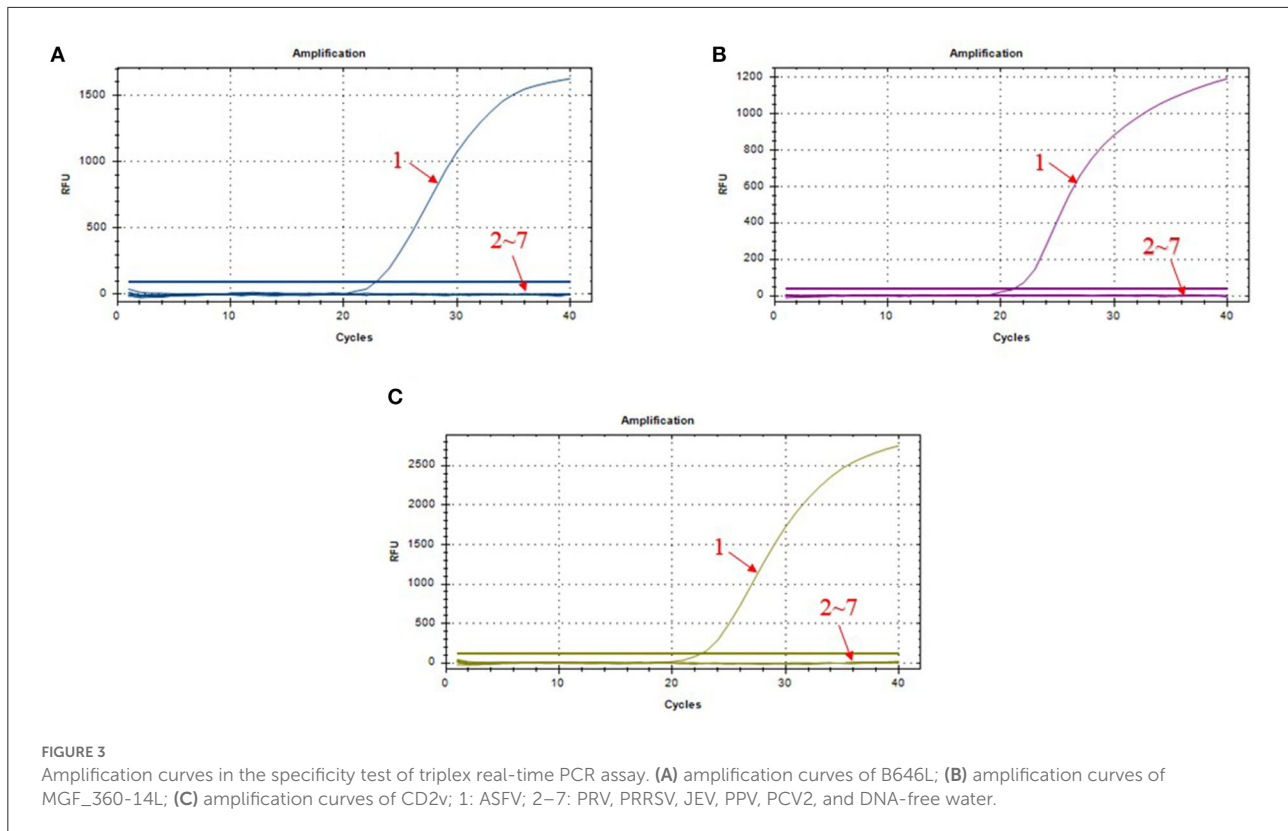 A
Amplification
1500
1000
500
0
RFU
1
2~7
0 10 20 30 40
Cycles
B
Amplification
1200
1000
800
600
400
200
0
RFU
1
2~7
0 10 20 30 40
Cycles
C
Amplification
2500
2000
1500
1000
500
0
RFU
1
2~7
0 10 20 30 40
Cycles
FIGURE 3
Amplification curves in the specificity test of triplex real-time PCR assay. (A) amplification curves of B646L; (B) amplification curves of
MGF_360-14L; (C) amplification curves of CD2v; 1: ASFV; 2–7: PRV, PRRSV, JEV, PPV, PCV2, and DNA-free water.